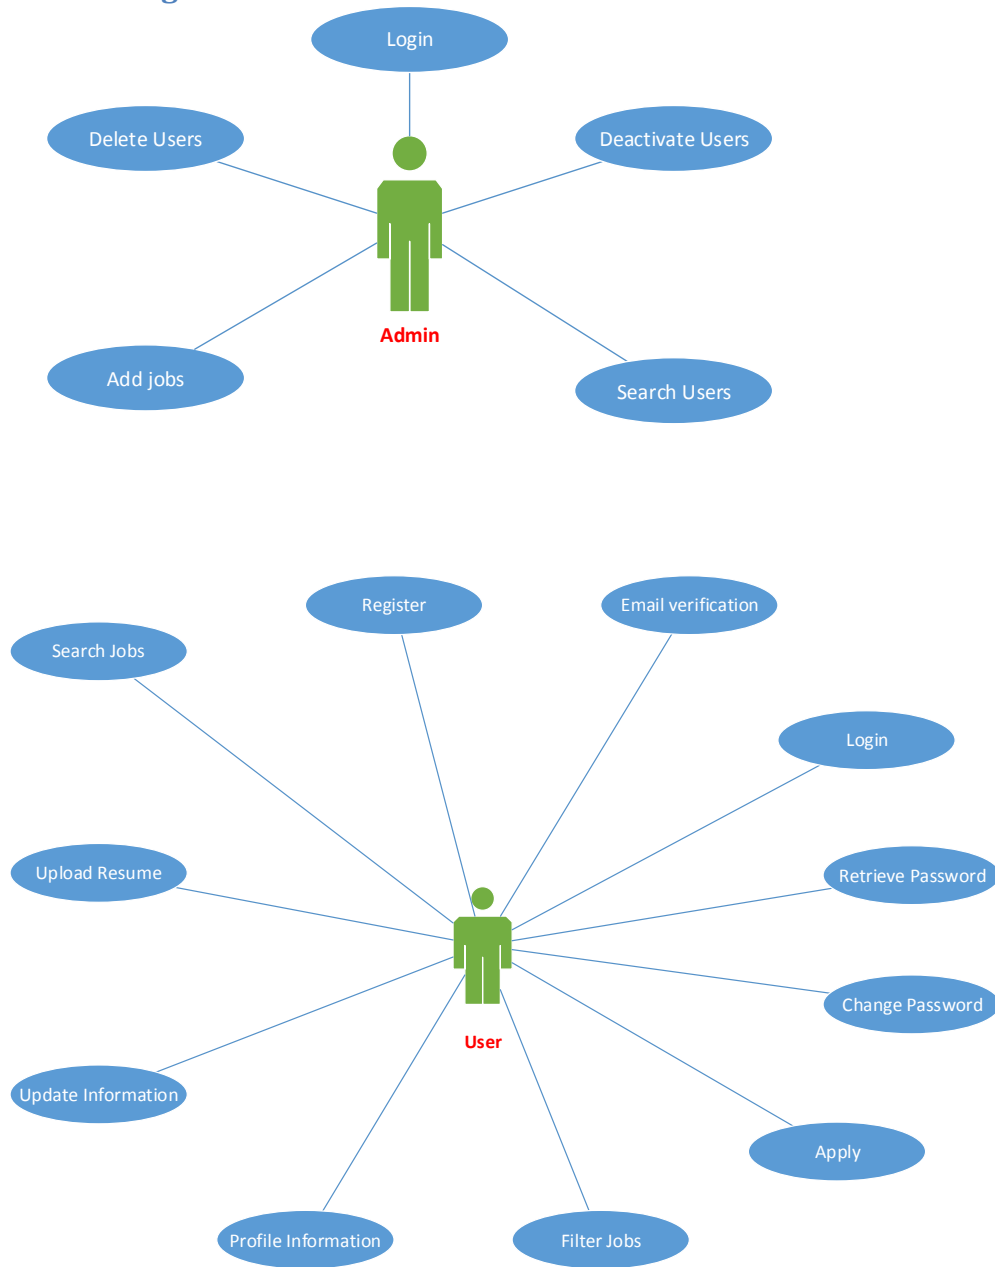 Login
Delete Users
Deactivate Users
Admin
Add jobs
Search Users
Register
Email verification
Search Jobs
Login
Upload Resume
Retrieve Password
Change Password
User
Update Information
Apply
Profile Information
Filter Jobs